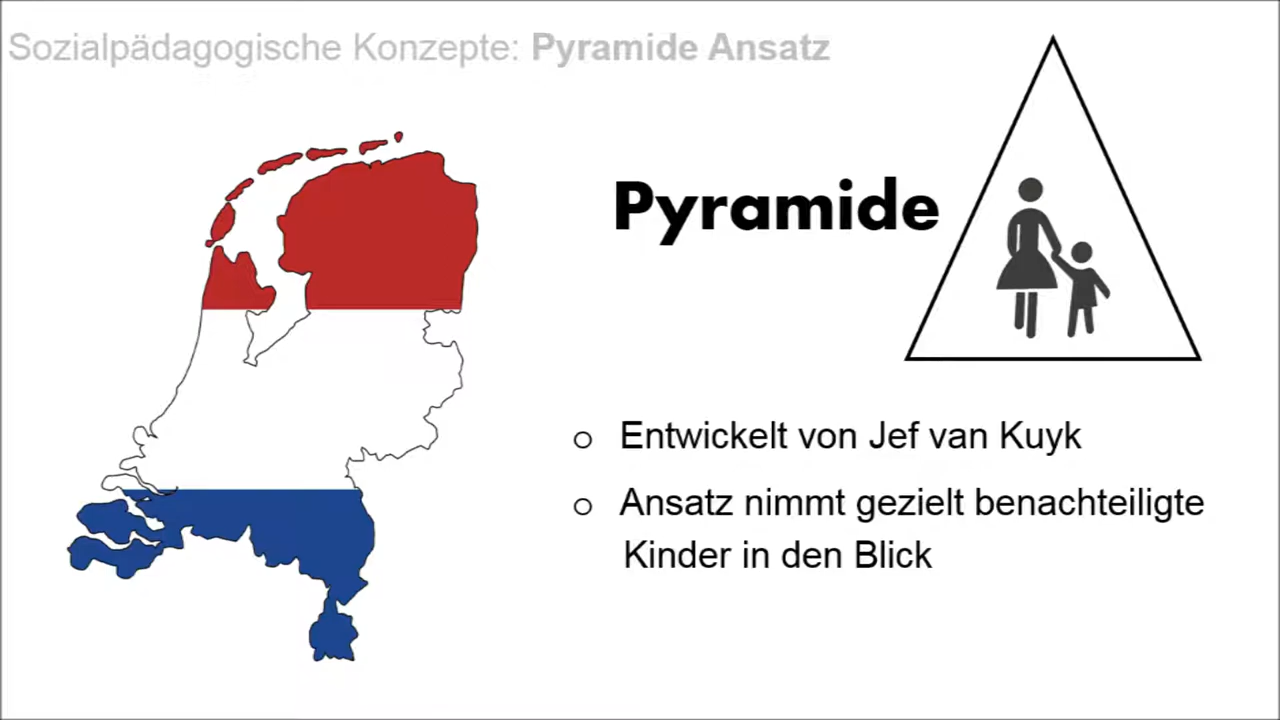 Sozialpädagogische Konzepte: Pyramide Ansatz
Pyramide
○ Entwickelt von Jef van Kuyk
○ Ansatz nimmt gezielt benachteiligte
Kinder in den Blick